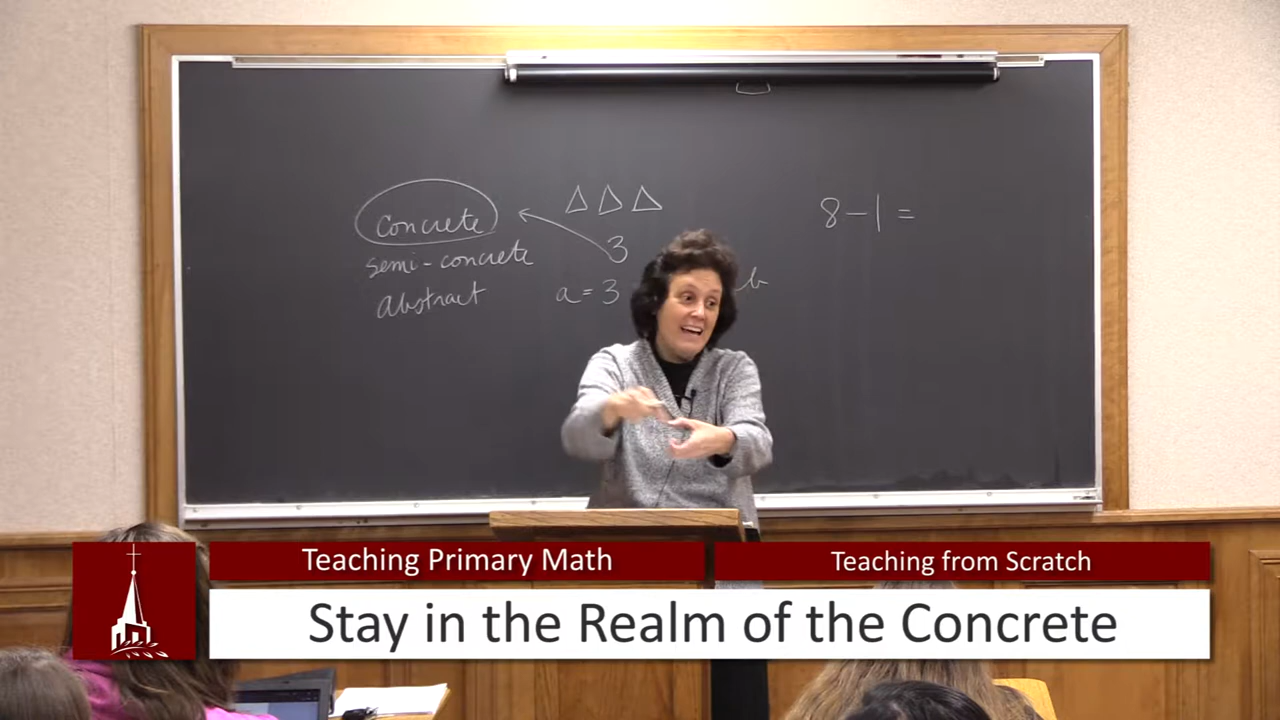 concrete
semi-concrete
abstract
3
a = 3
b
8 - 1 =
Teaching Primary Math
Teaching from Scratch
Stay in the Realm of the Concrete